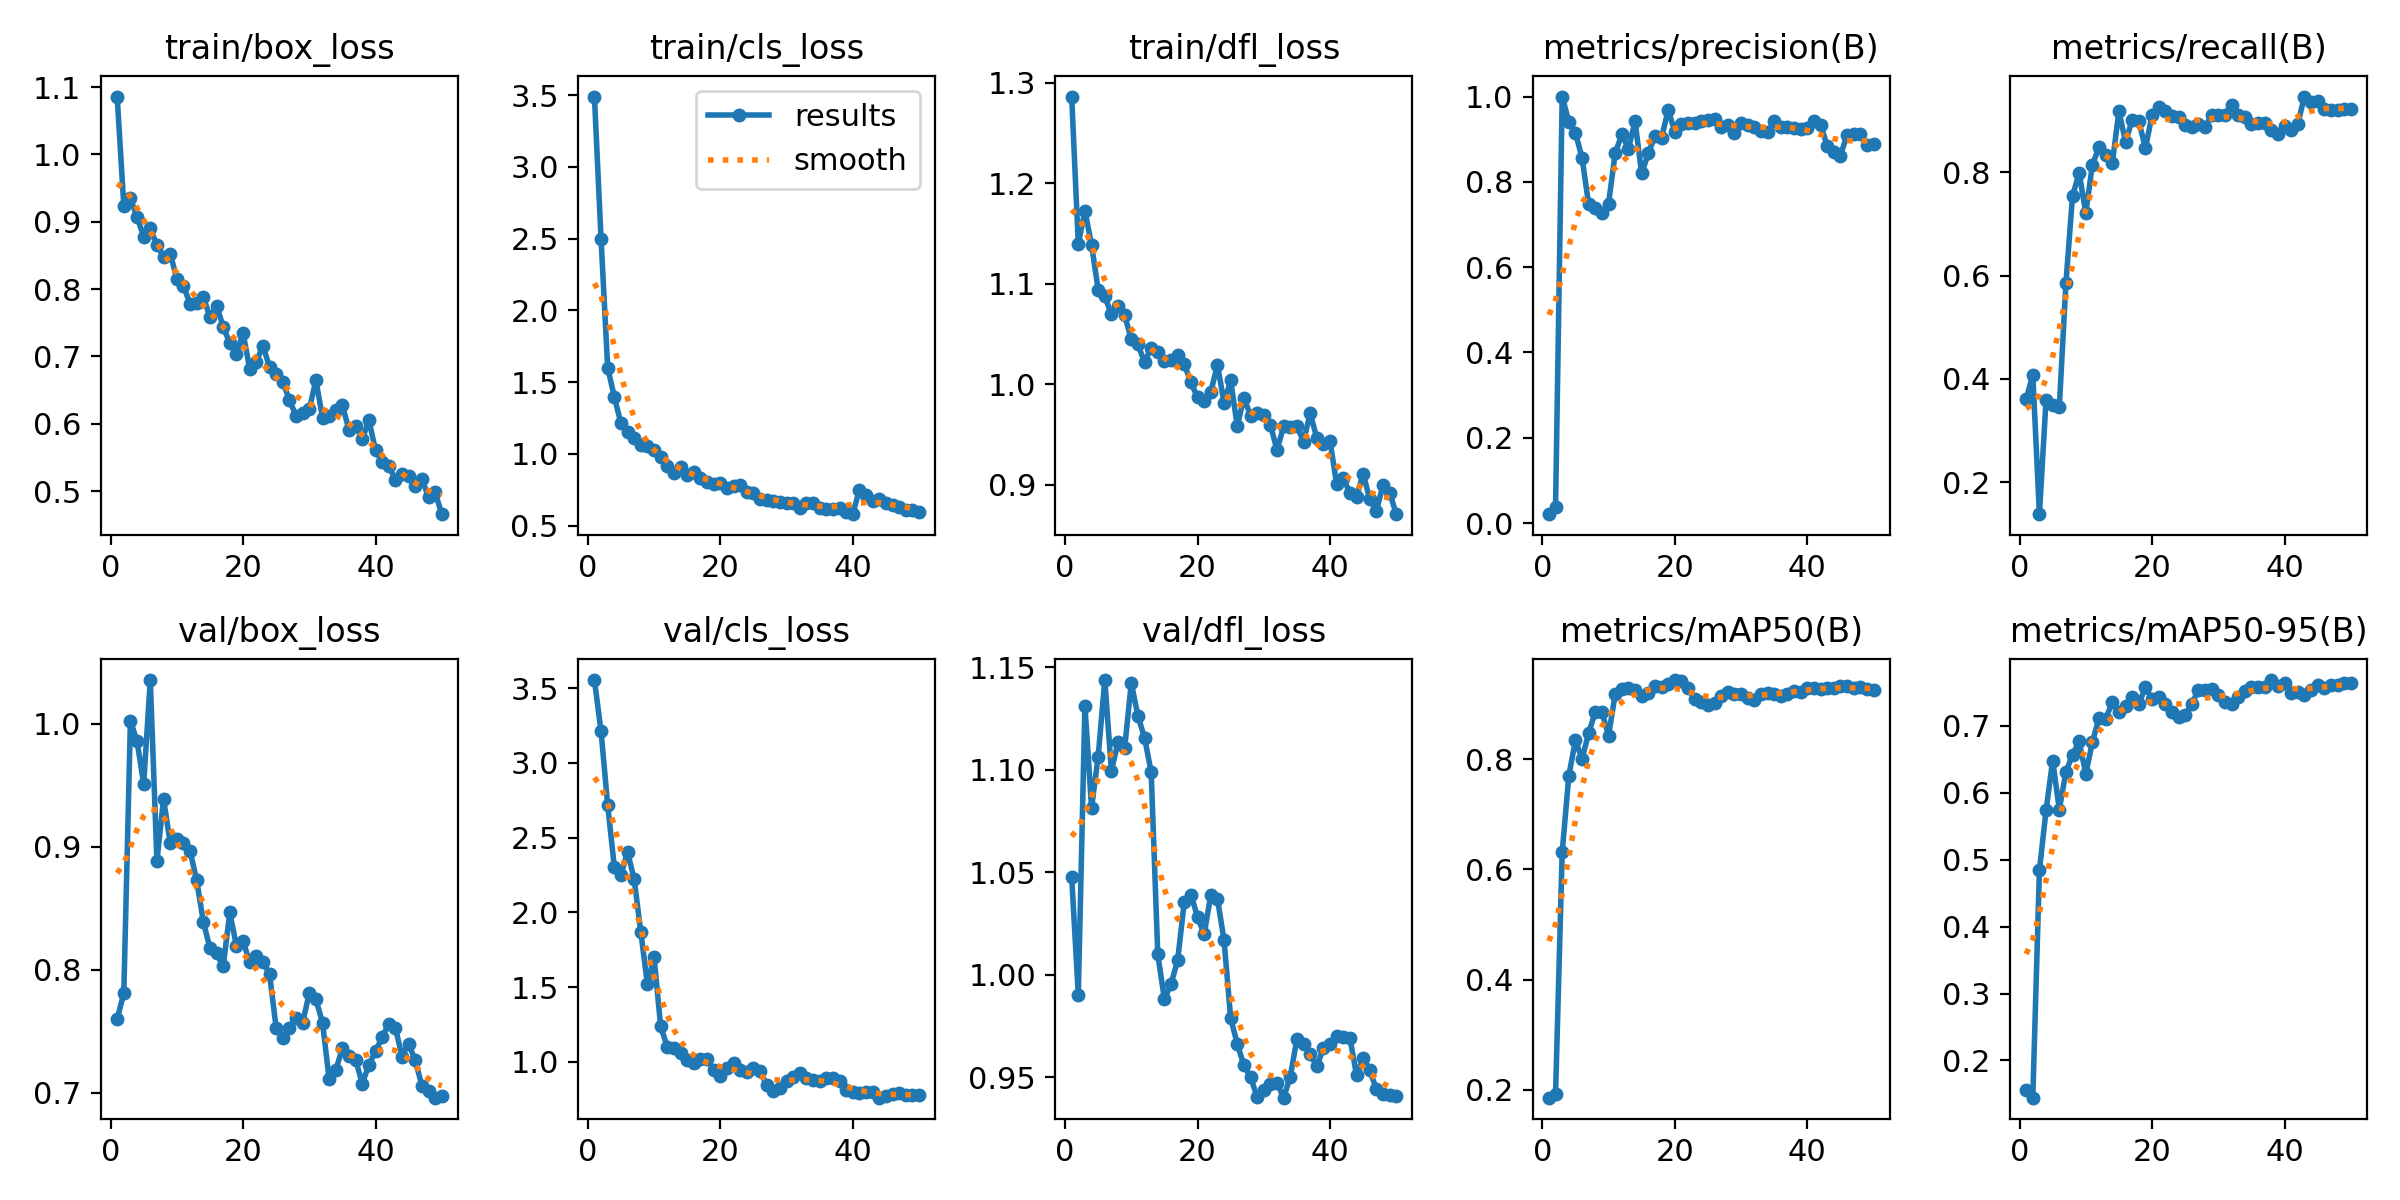 train/box_loss
1.1
1.0
0.9
0.8
0.7
0.6
0.5
0 20 40
train/cls_loss
results
smooth
3.5
3.0
2.5
2.0
1.5
1.0
0.5
0 20 40
train/dfl_loss
1.3
1.2
1.1
1.0
0.9
0 20 40
metrics/precision(B)
1.0
0.8
0.6
0.4
0.2
0.0
0 20 40
metrics/recall(B)
0.8
0.6
0.4
0.2
0 20 40
val/box_loss
1.0
0.9
0.8
0.7
0 20 40
val/cls_loss
3.5
3.0
2.5
2.0
1.5
1.0
0 20 40
val/dfl_loss
1.15
1.10
1.05
1.00
0.95
0 20 40
metrics/mAP50(B)
0.8
0.6
0.4
0.2
0 20 40
metrics/mAP50-95(B)
0.7
0.6
0.5
0.4
0.3
0.2
0 20 40